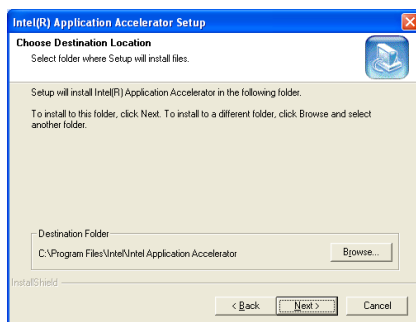 Intel(R) Application Accelerator Setup
Choose Destination Location
Select folder where Setup will install files.
Setup will install Intel(R) Application Accelerator in the following folder.
To install to this folder, click Next. To install to a different folder, click Browse and select
another folder.
Destination Folder
C:\Program Files\Intel\Intel Application Accelerator
Browse...
InstallShield
< Back
Next >
Cancel